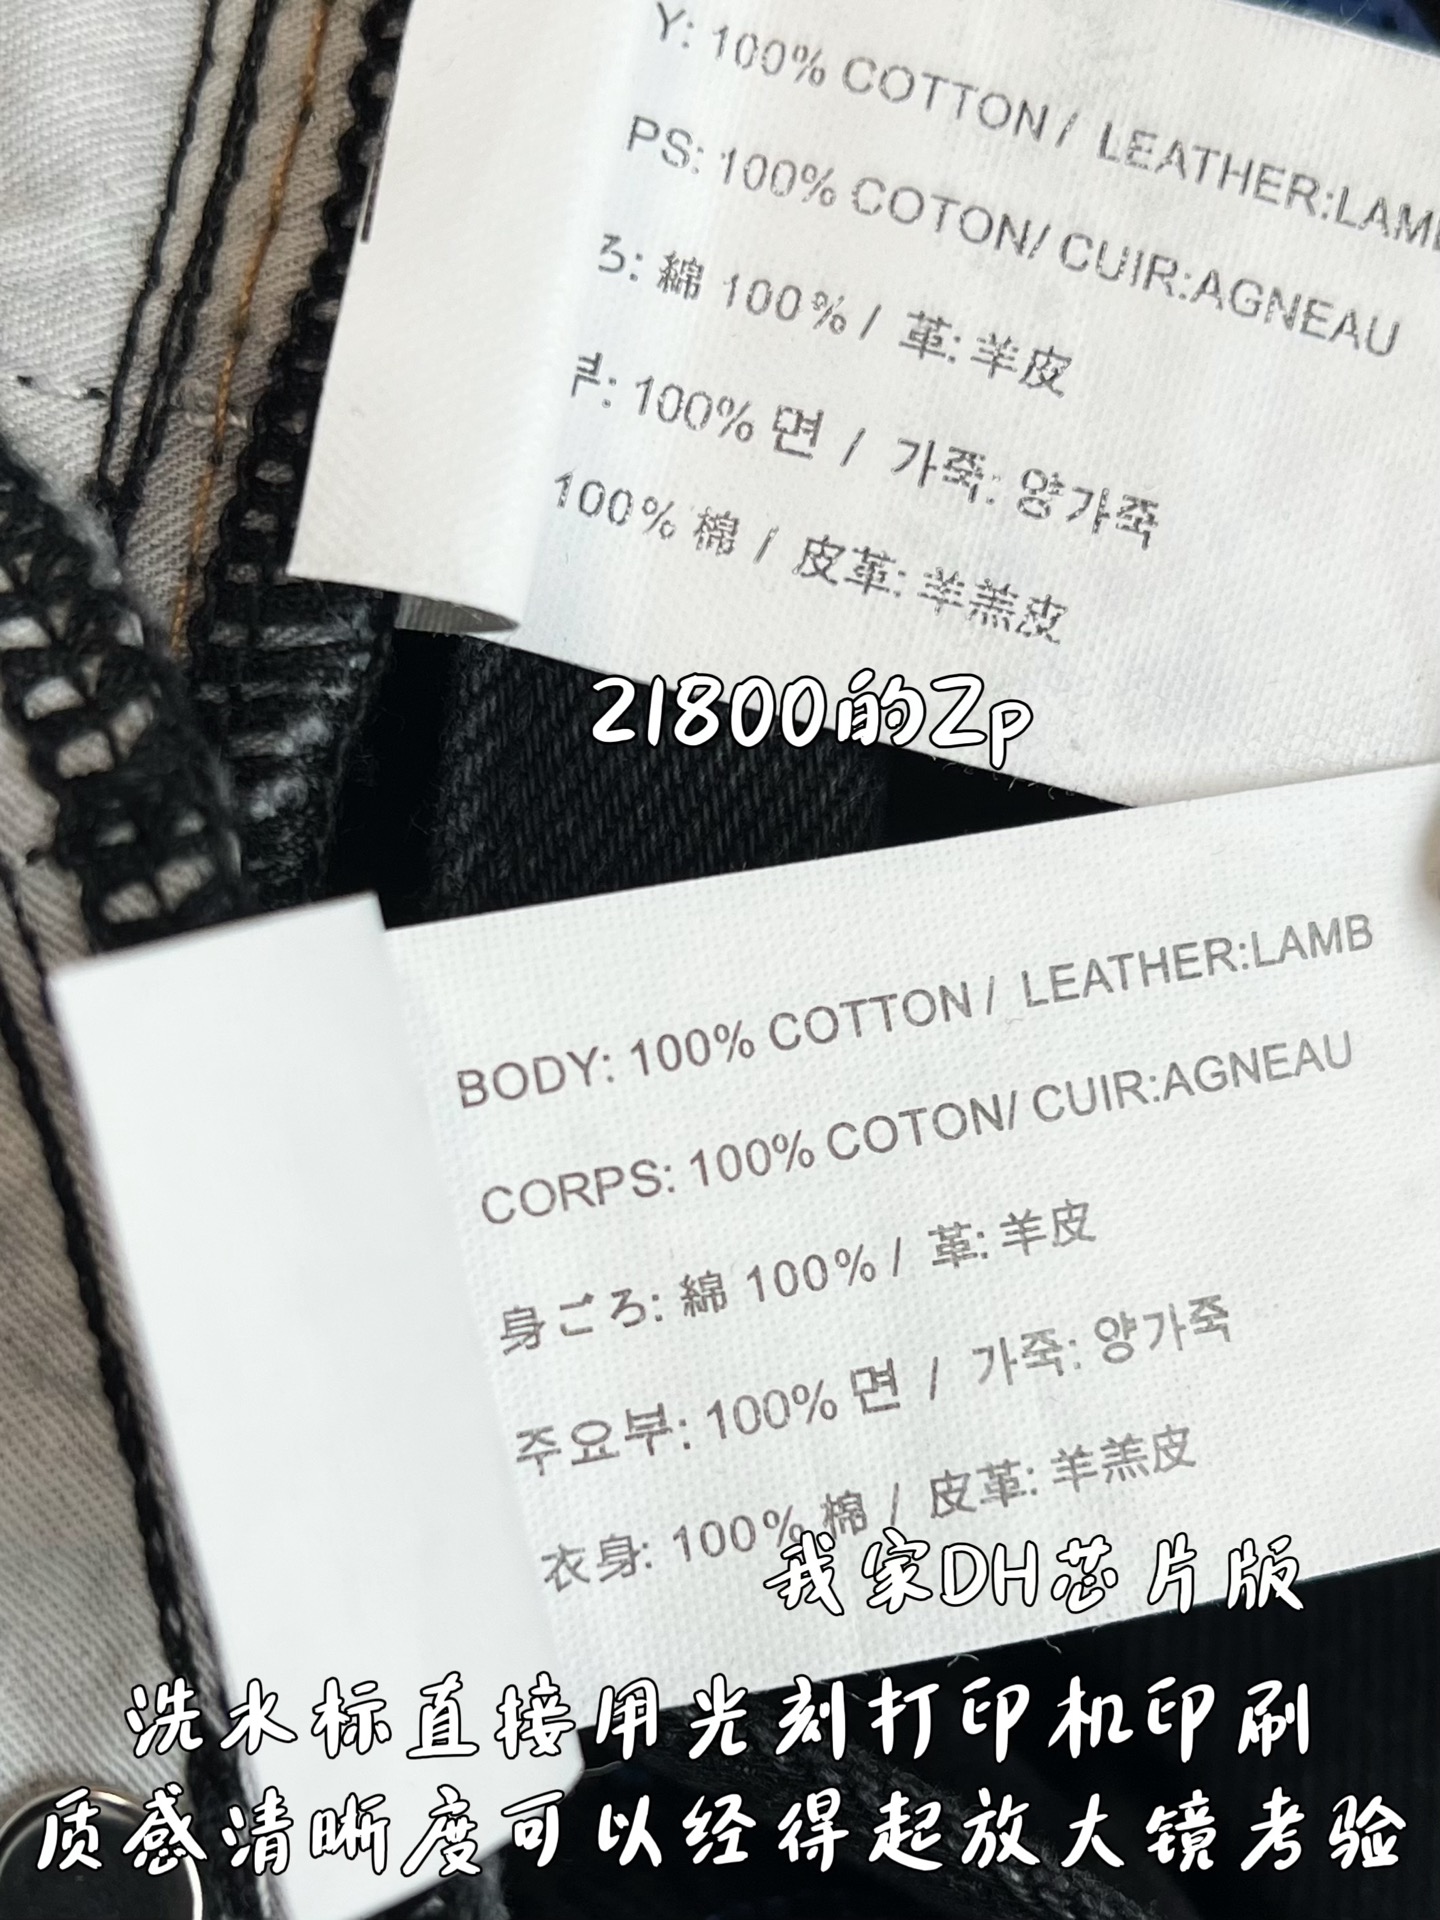 Y: 100% COTTON / LEATHER:LAM
PS: 100% COTON/ CUIR:AGNEAU
ろ: 綿 100% / 革: 羊皮
100% 면 / 가죽: 양가죽
100% 棉 / 皮革: 羊羔皮
21800的Zp
BODY: 100% COTTON / LEATHER:LAMB
CORPS: 100% COTON/ CUIR:AGNEAU
身ごろ: 綿 100% / 革: 羊皮
주요부: 100% 면 / 가죽: 양가죽
衣身: 100% 棉 / 皮革: 羊羔皮
我家DH芯片版
洗水标直接用光刻打印机印刷
质感清晰度可以经得起放大镜考验